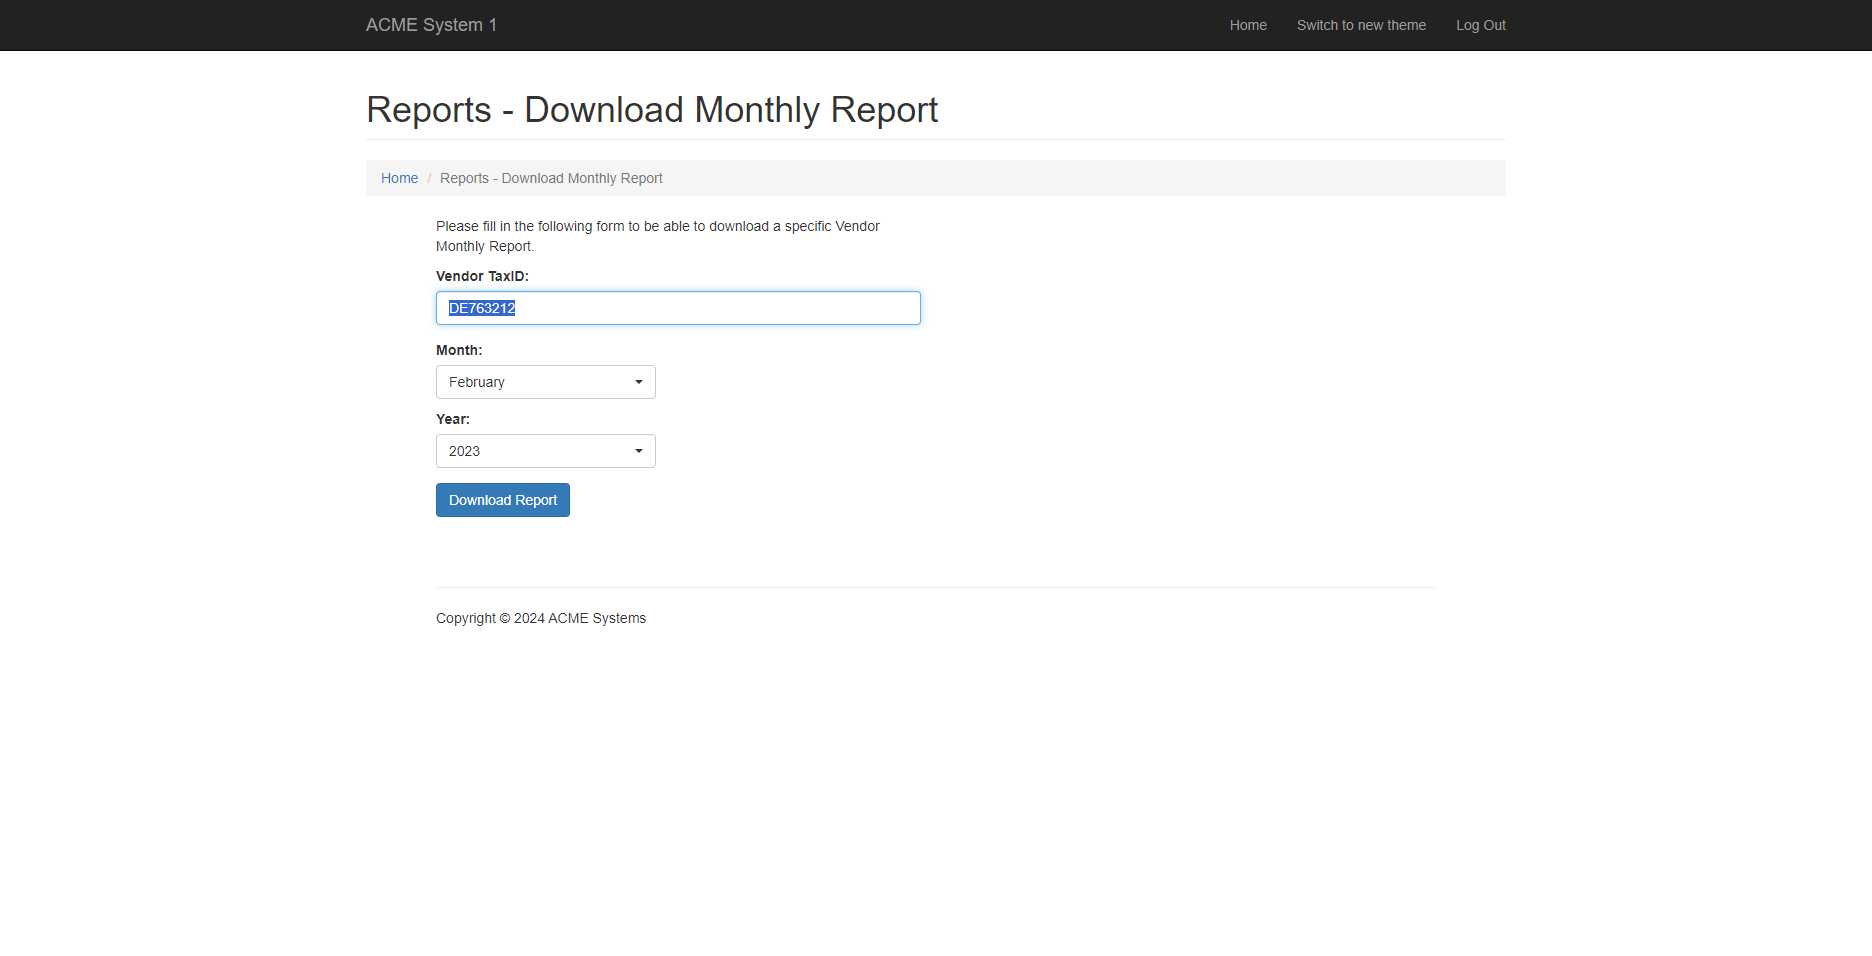 ACME System 1
Home
Switch to new theme
Log Out
Reports - Download Monthly Report
Home / Reports - Download Monthly Report
Please fill in the following form to be able to download a specific Vendor
Monthly Report.
Vendor TaxID:
DE763212
Month:
February
Year:
2023
Download Report
Copyright © 2024 ACME Systems